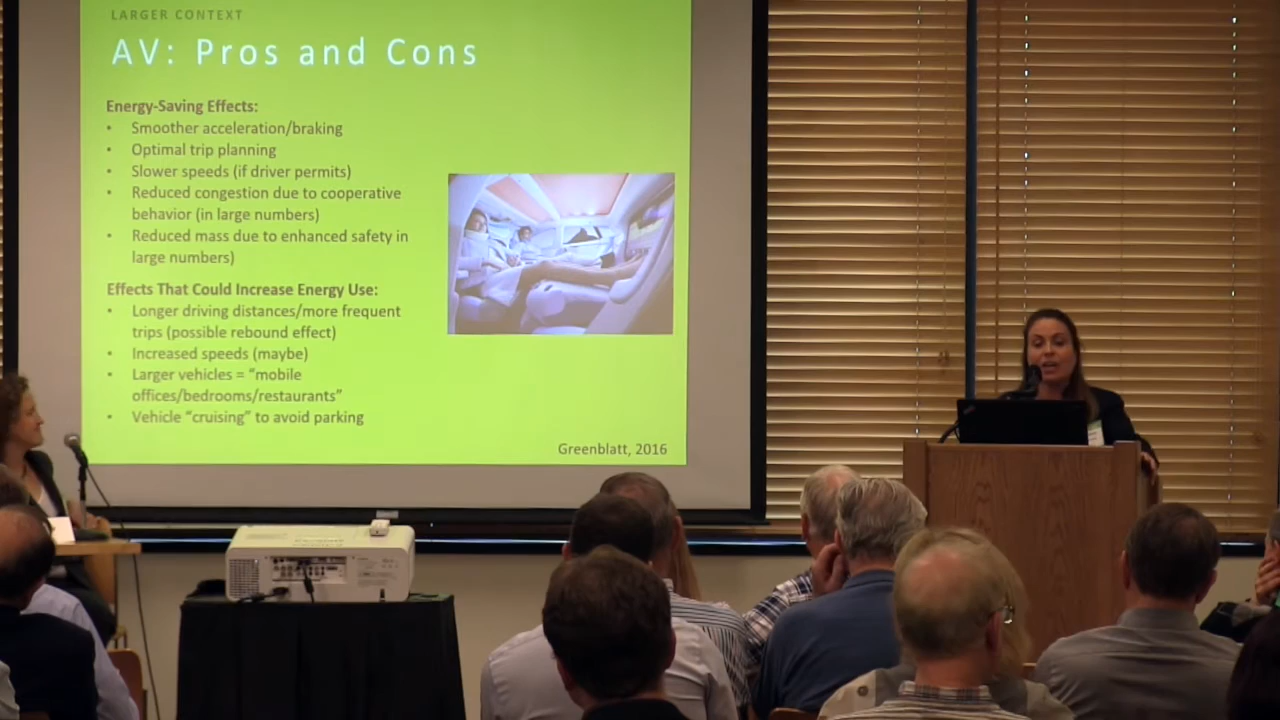 LARGER CONTEXT
AV: Pros and Cons
Energy-Saving Effects:
• Smoother acceleration/braking
• Optimal trip planning
• Slower speeds (if driver permits)
• Reduced congestion due to cooperative
behavior (in large numbers)
• Reduced mass due to enhanced safety in
large numbers)
Effects That Could Increase Energy Use:
• Longer driving distances/more frequent
trips (possible rebound effect)
• Increased speeds (maybe)
• Larger vehicles = “mobile
offices/bedrooms/restaurants”
• Vehicle “cruising” to avoid parking
Greenblatt, 2016